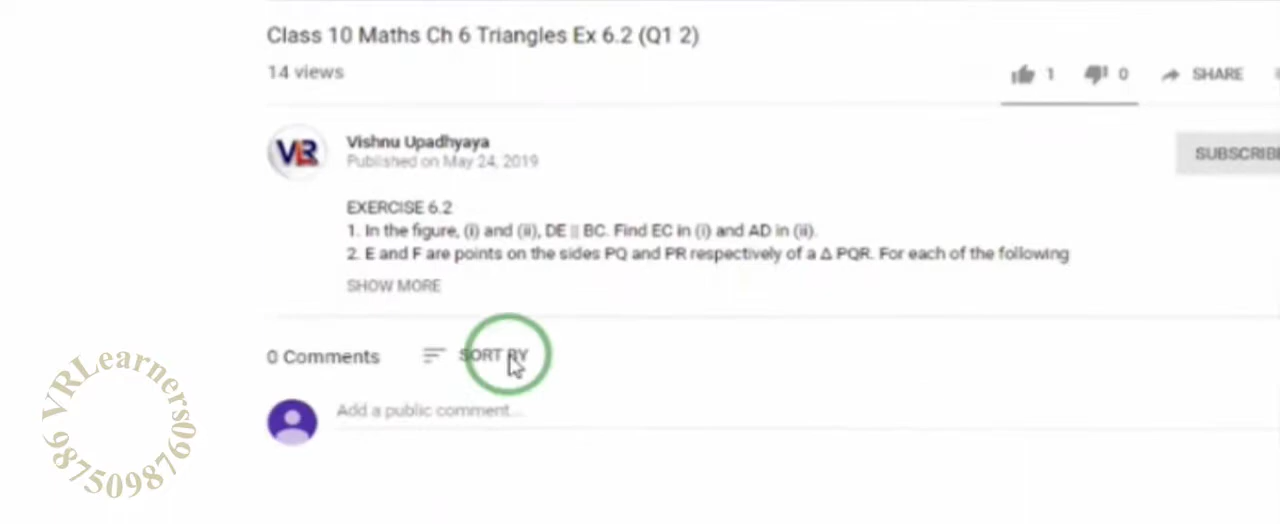 Class 10 Maths Ch 6 Triangles Ex 6.2 (Q1 2)
14 views
1 0 SHARE
VLR
Vishnu Upadhyaya
Published on May 24, 2019
SUBSCRIBE
EXERCISE 6.2
1. In the figure, (i) and (ii), DE || BC. Find EC in (i) and AD in (ii).
2. E and F are points on the sides PQ and PR respectively of a Δ PQR. For each of the following
SHOW MORE
0 Comments SORT BY
Add a public comment...
VRLearners
09875098760